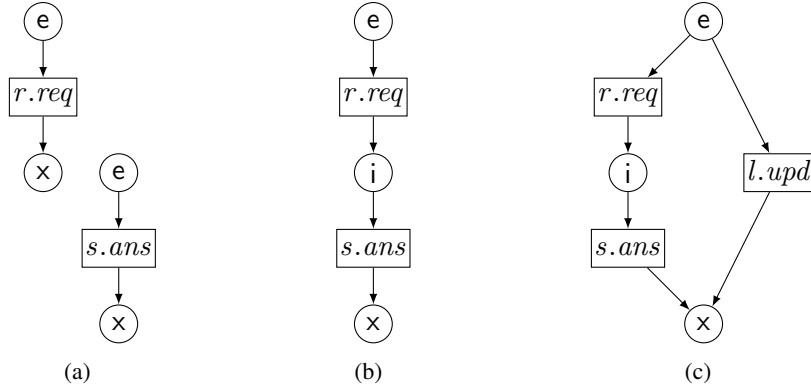 e
r.req
x
e
s.ans
x
(a)
e
r.req
i
s.ans
x
(b)
e
r.req
i
l.upd
s.ans
x
(c)